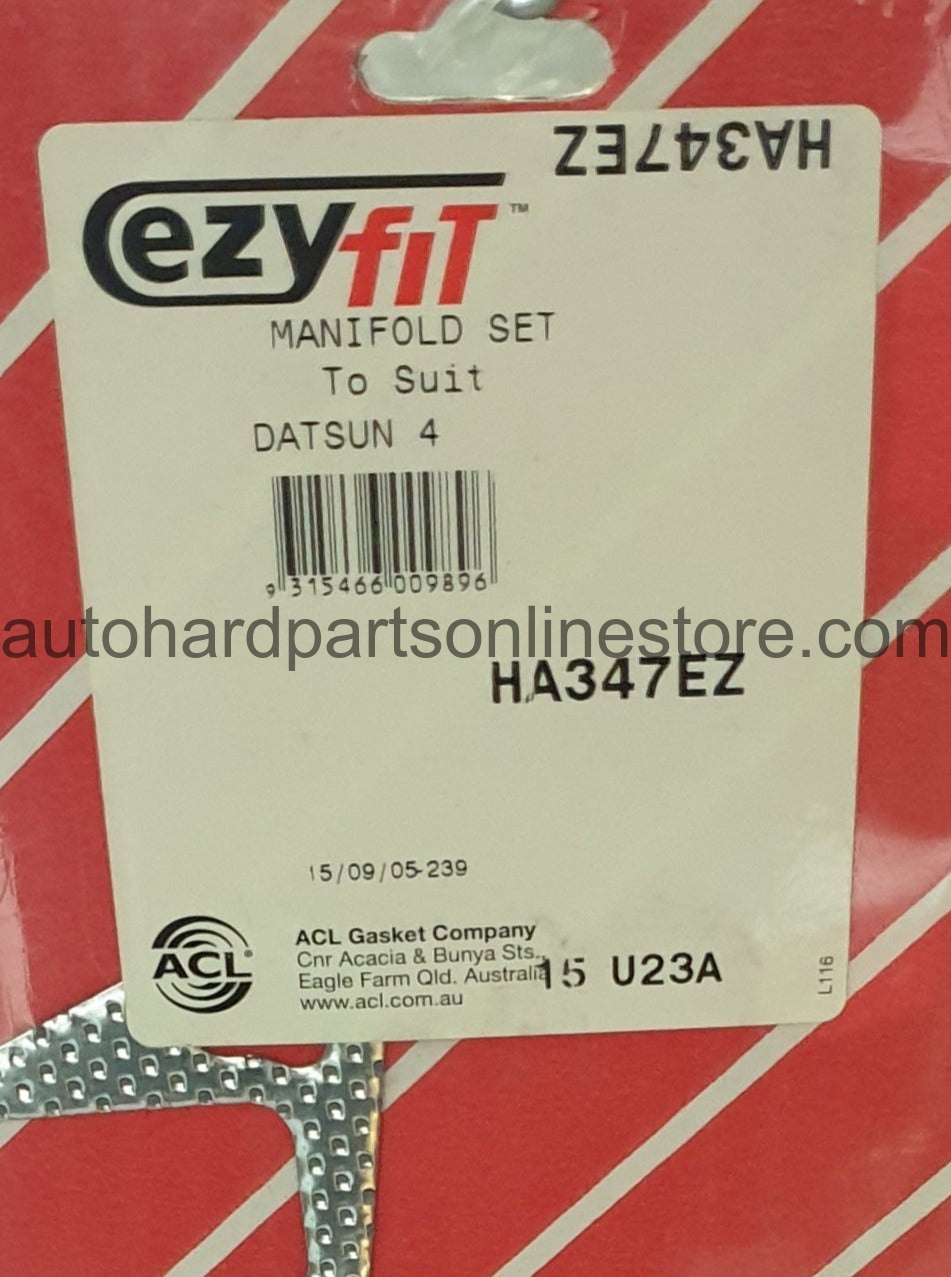 HA347EZ
ezyfit™
MANIFOLD SET
To Suit
DATSUN 4
9 315466 009896
autohardpartsonlinestore.com
HA347EZ
15/09/05-239
ACL®
ACL Gasket Company
Cnr Acacia & Bunya Sts.,
Eagle Farm Qld. Australia
www.acl.com.au
15 U23A
L116